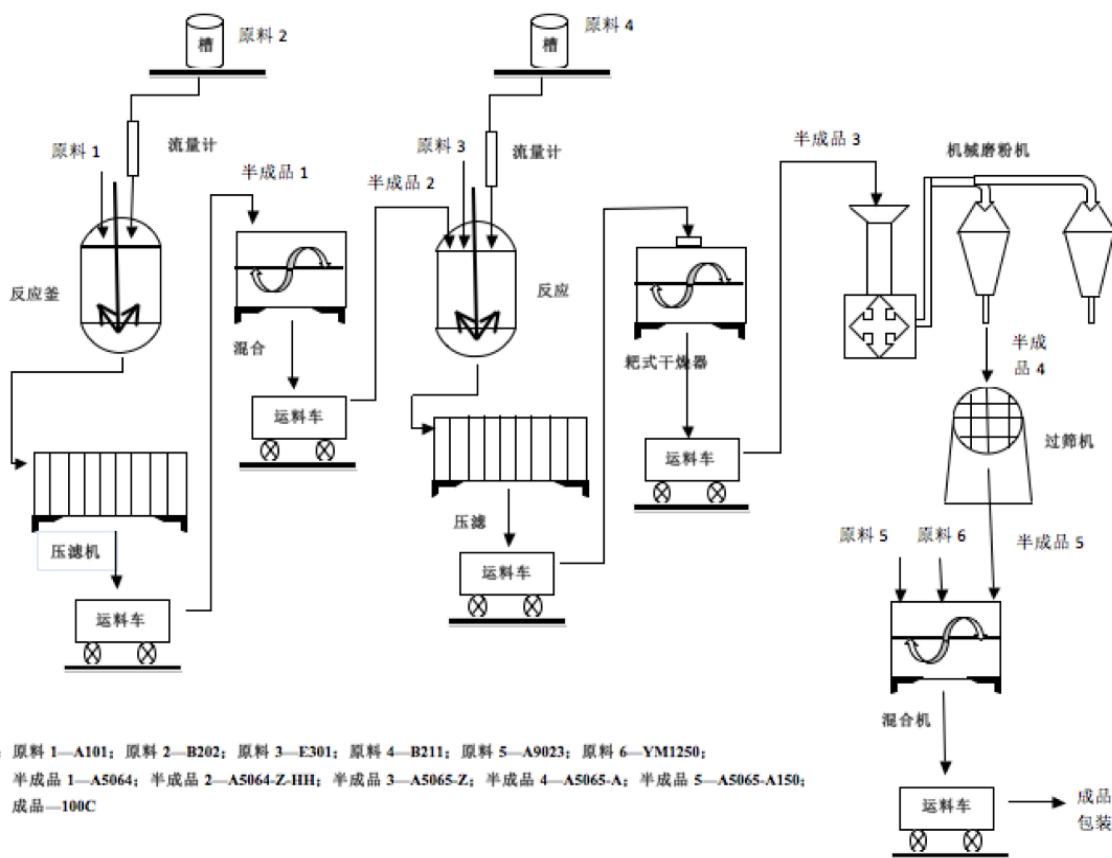 槽
原料 2
槽
原料 4
原料 1
流量计
半成品 1
半成品 2
原料 3
流量计
半成品 3
机械磨粉机
反应釜
混合
反应
耙式干燥器
半成
品 4
运料车
运料车
过筛机
压滤机
压滤
原料 5
原料 6
半成品 5
运料车
运料车
混合机
原料 1—A101；原料 2—B202；原料 3—E301；原料 4—B211；原料 5—A9023；原料 6—YM1250；
半成品 1—A5064；半成品 2—A5064-Z-HH；半成品 3—A5065-Z；半成品 4—A5065-A；半成品 5—A5065-A150；
成品—100C
运料车
成品
包装